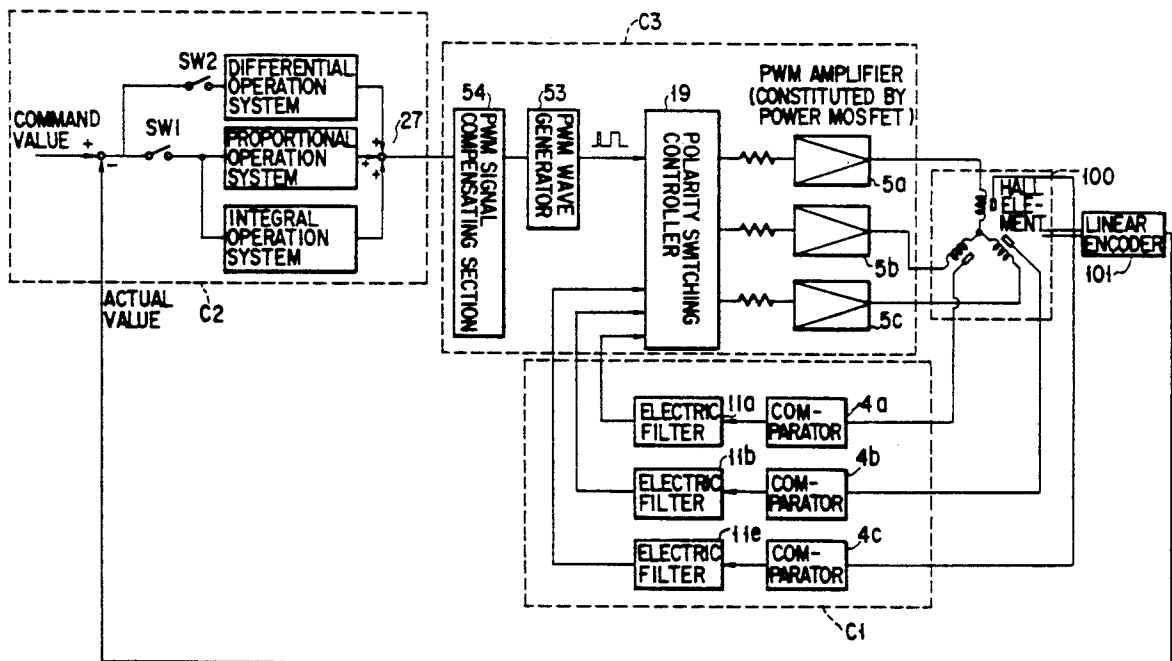 C3
SW2
DIFFERENTIAL
OPERATION
SYSTEM
COMMAND
VALUE
+
-
SW1
PROPORTIONAL
OPERATION
SYSTEM
INTEGRAL
OPERATION
SYSTEM
+
+
+
27
ACTUAL
VALUE
C2
54
PWM SIGNAL
COMPENSATING SECTION
53
PWM WAVE
GENERATOR
19
POLARITY SWITCHING
CONTROLLER
PWM AMPLIFIER
(CONSTITUTED BY
POWER MOSFET)
5a
5b
5c
100
HALL
ELE-
MENT
LINEAR
ENCODER
101
ELECTRIC
FILTER
11a
COM-
PARATOR
4a
ELECTRIC
FILTER
11b
COM-
PARATOR
4b
ELECTRIC
FILTER
11e
COM-
PARATOR
4c
C1